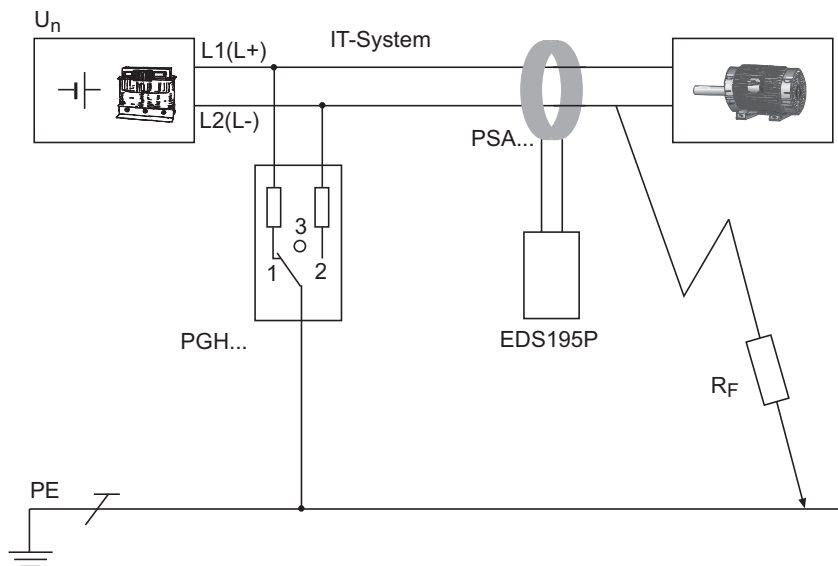 Un
L1(L+)
IT-System
L2(L-)
PSA...
3
1
2
PGH...
EDS195P
RF
PE